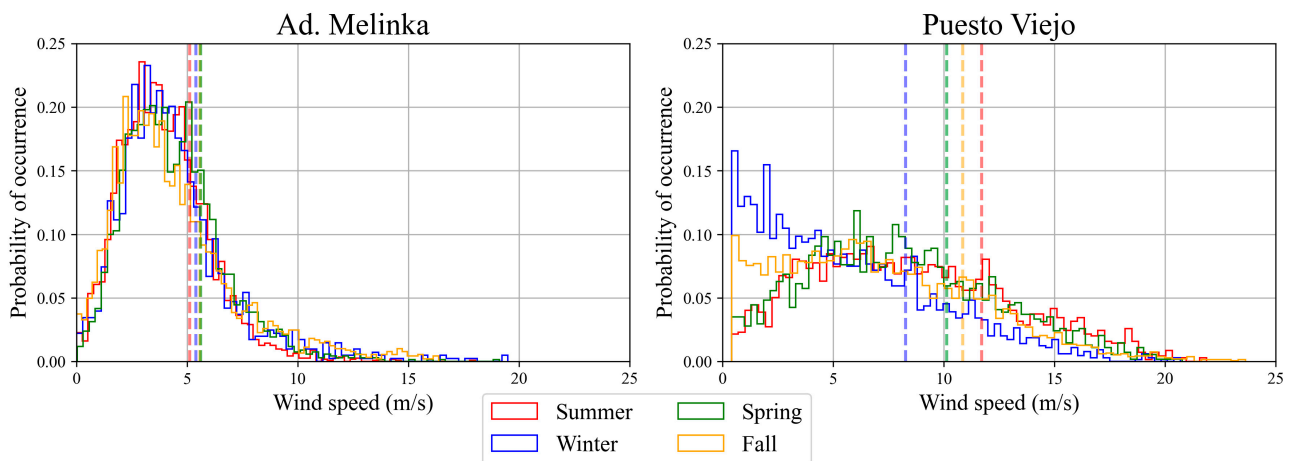 Ad. Melinka
Puesto Viejo
Probability of occurrence
0.25
0.20
0.15
0.10
0.05
0.00
0 5 10 15 20 25
Wind speed (m/s)
Probability of occurrence
0.25
0.20
0.15
0.10
0.05
0.00
0 5 10 15 20 25
Wind speed (m/s)
Summer
Spring
Winter
Fall